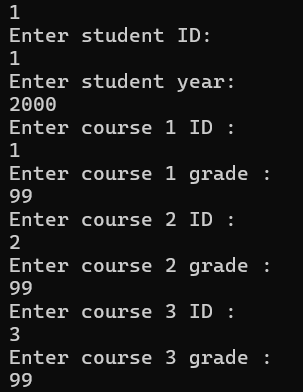 1
Enter student ID:
1
Enter student year:
2000
Enter course 1 ID :
1
Enter course 1 grade :
99
Enter course 2 ID :
2
Enter course 2 grade :
99
Enter course 3 ID :
3
Enter course 3 grade :
99